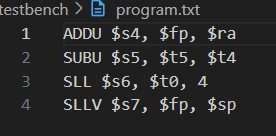 testbench > program.txt
1 ADDU $s4, $fp, $ra
2 SUBU $s5, $t5, $t4
3 SLL $s6, $t0, 4
4 SLLV $s7, $fp, $sp